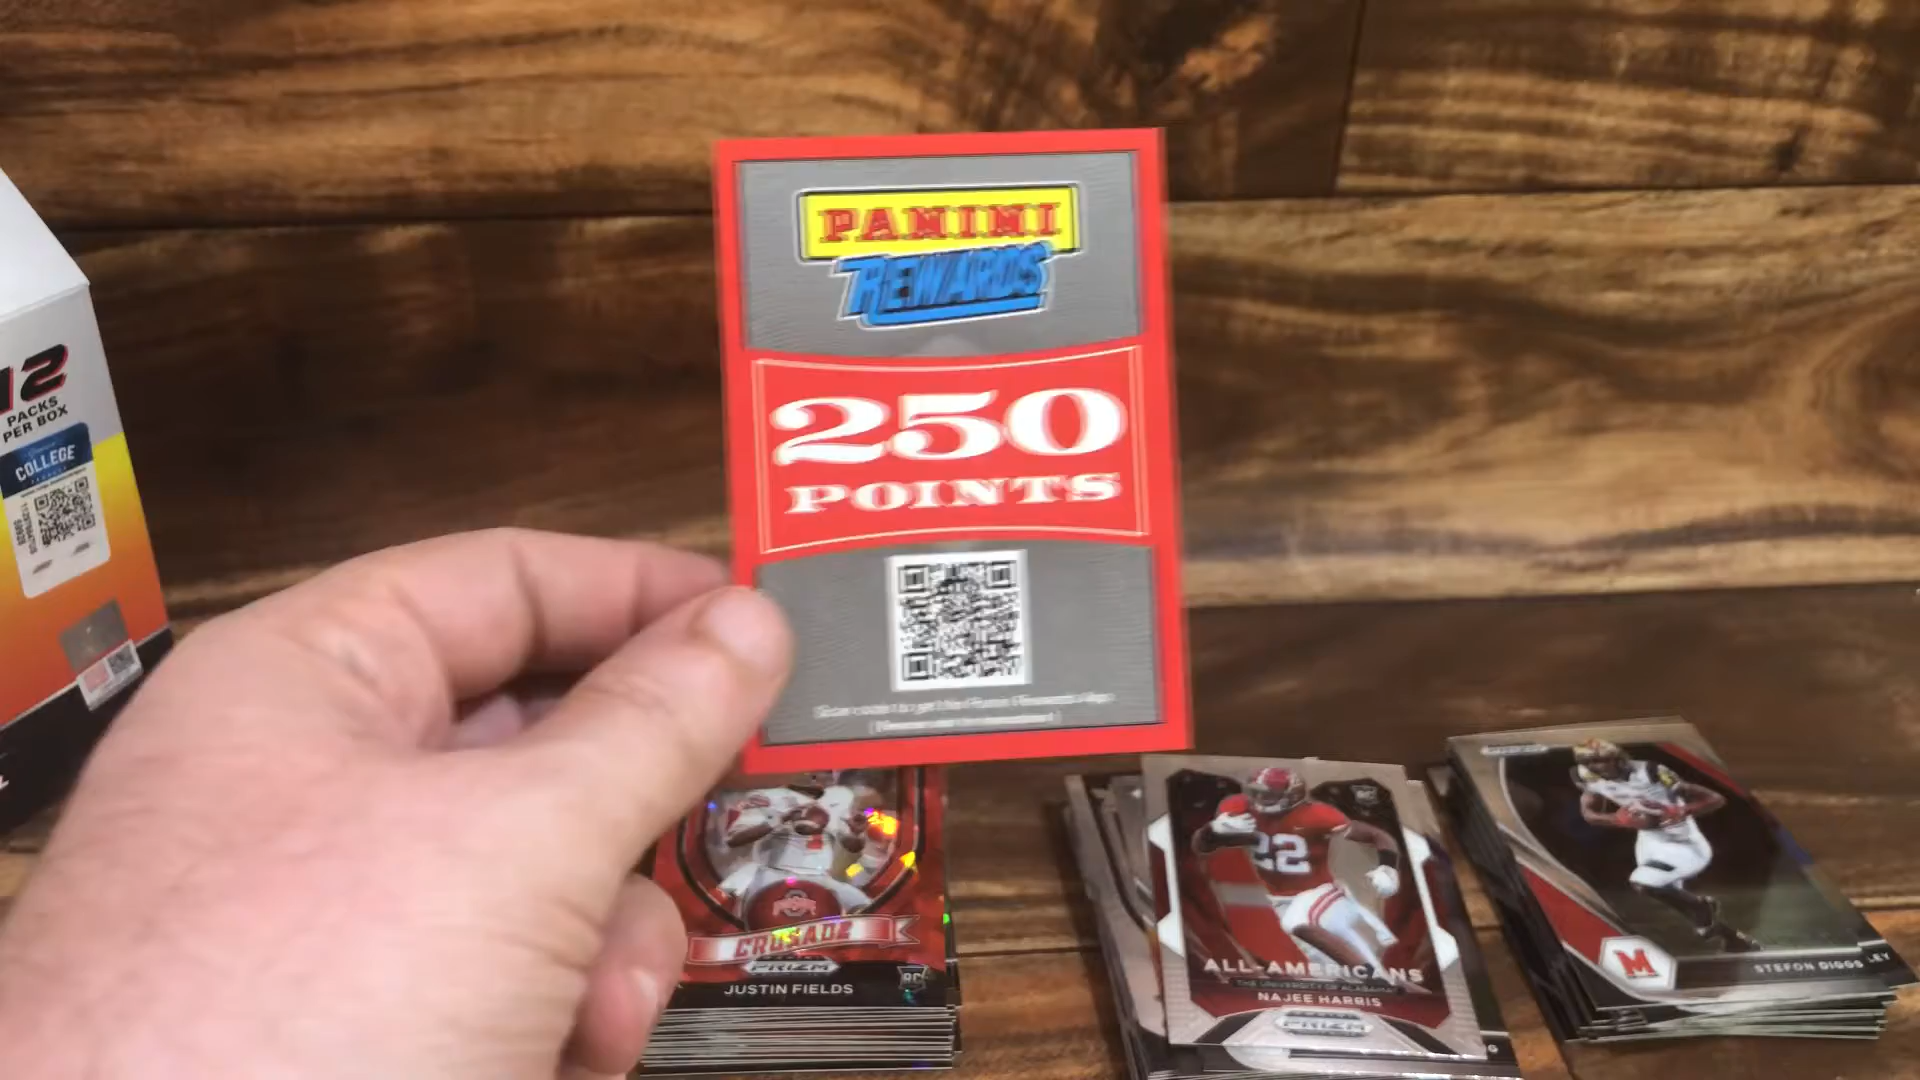 PANINI
REWARDS
250
POINTS
12
PACKS
PER BOX
COLLEGE
CRUSADE
PRIZM
JUSTIN FIELDS
RC
22
ALL-AMERICANS
THE UNIVERSITY OF ALABAMA
NAJEE HARRIS
PRIZM
M
STEFON DIGGS
LEY